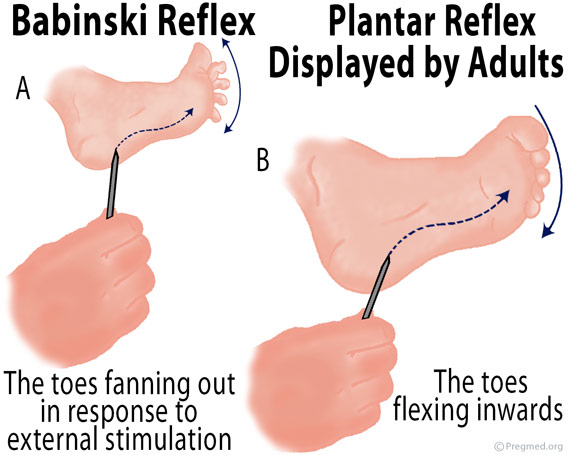 Babinski Reflex
A
The toes fanning out
in response to
external stimulation
Plantar Reflex
Displayed by Adults
B
The toes
flexing inwards
© Pregmed.org